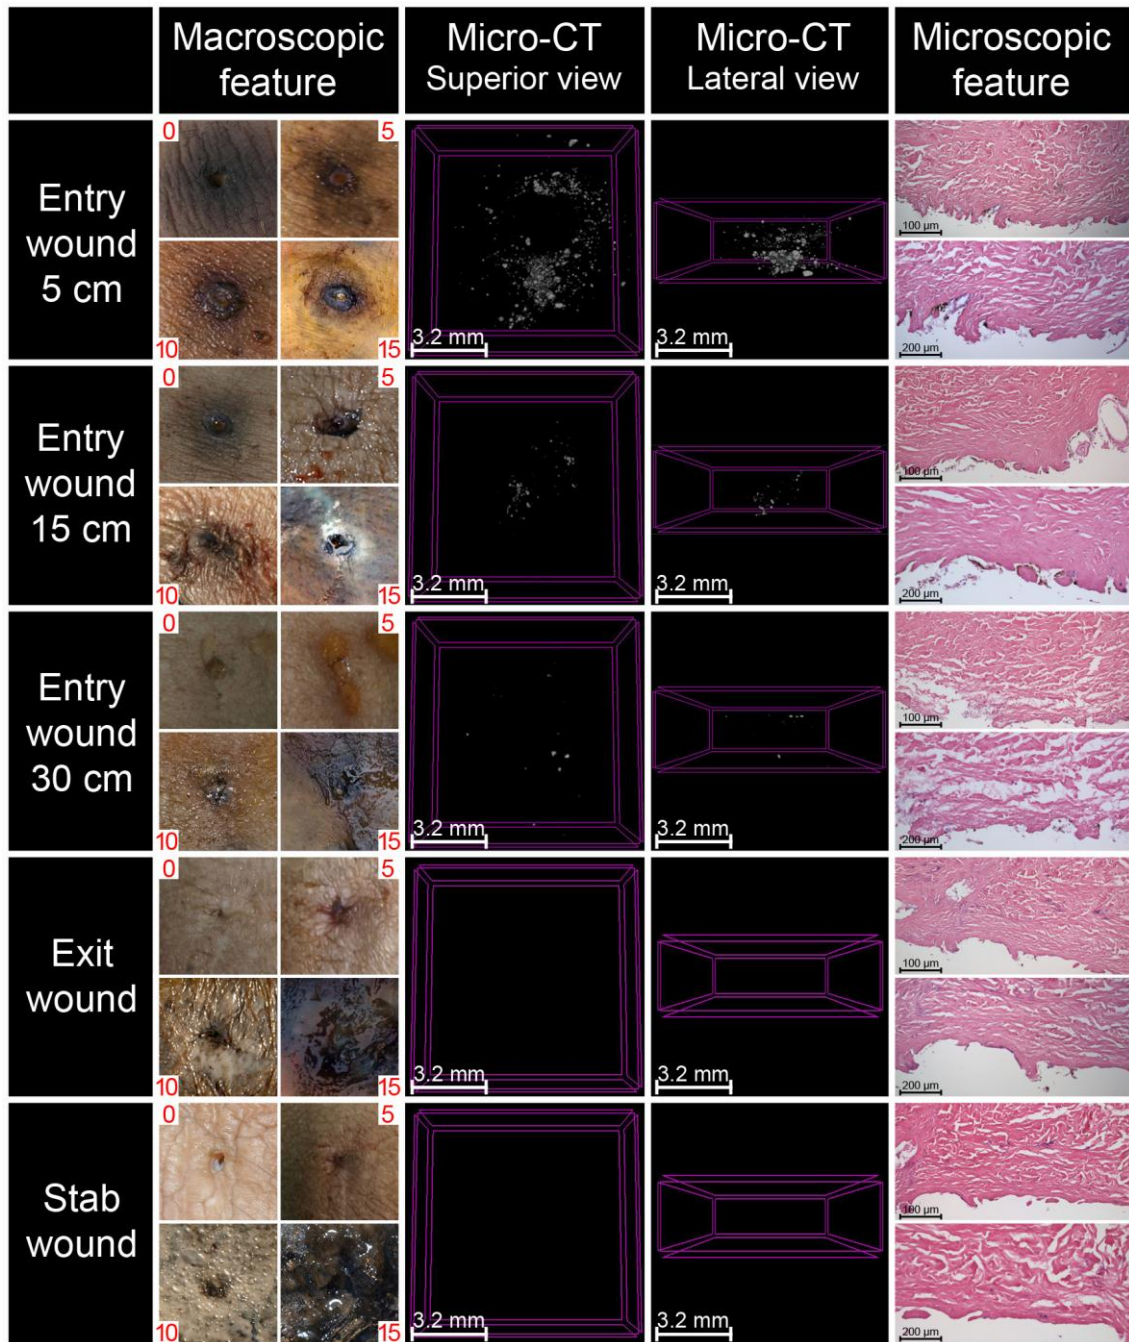 Macroscopic
feature
Micro-CT
Superior view
Micro-CT
Lateral view
Microscopic
feature
Entry
wound
5 cm
0
5
10
15
3.2 mm
3.2 mm
100 µm
200 µm
Entry
wound
15 cm
0
5
10
15
3.2 mm
3.2 mm
100 µm
200 µm
Entry
wound
30 cm
0
5
10
15
3.2 mm
3.2 mm
100 µm
200 µm
Exit
wound
0
5
10
15
3.2 mm
3.2 mm
100 µm
200 µm
Stab
wound
0
5
10
15
3.2 mm
3.2 mm
100 µm
200 µm